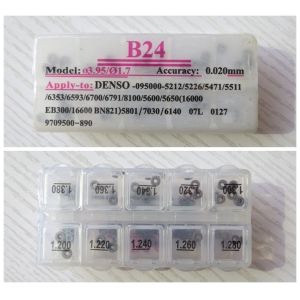 B24
Model: ø3.95/Ø1.7 Accuracy: 0.020mm
Apply-to: DENSO -095000-5212/5226/5471/5511
/6353/6593/6700/6791/8100/5600/5650(16000
EB300/16600 BN821)5801/7030/6140 07L 0127
9709500-890
1.380 1.360 1.340 1.320 1.300
1.200 1.220 1.240 1.260 1.280